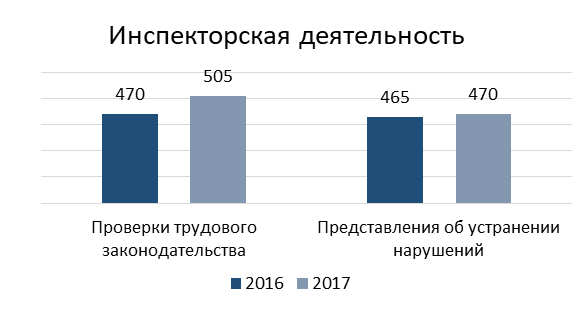 Инспекторская деятельность
470
505
465
470
Проверки трудового
законодательства
Представления об устранении
нарушений
2016
2017